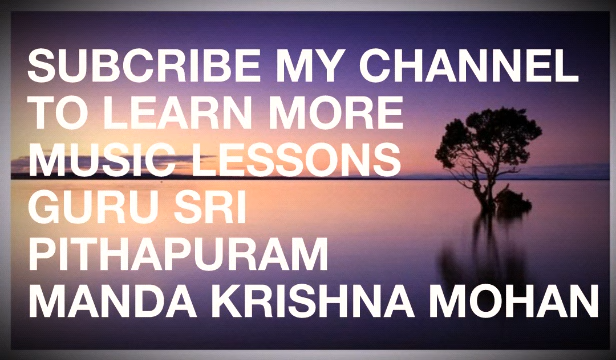 SUBCRIBE MY CHANNEL
TO LEARN MORE
MUSIC LESSONS
GURU SRI
PITHAPURAM
MANDA KRISHNA MOHAN